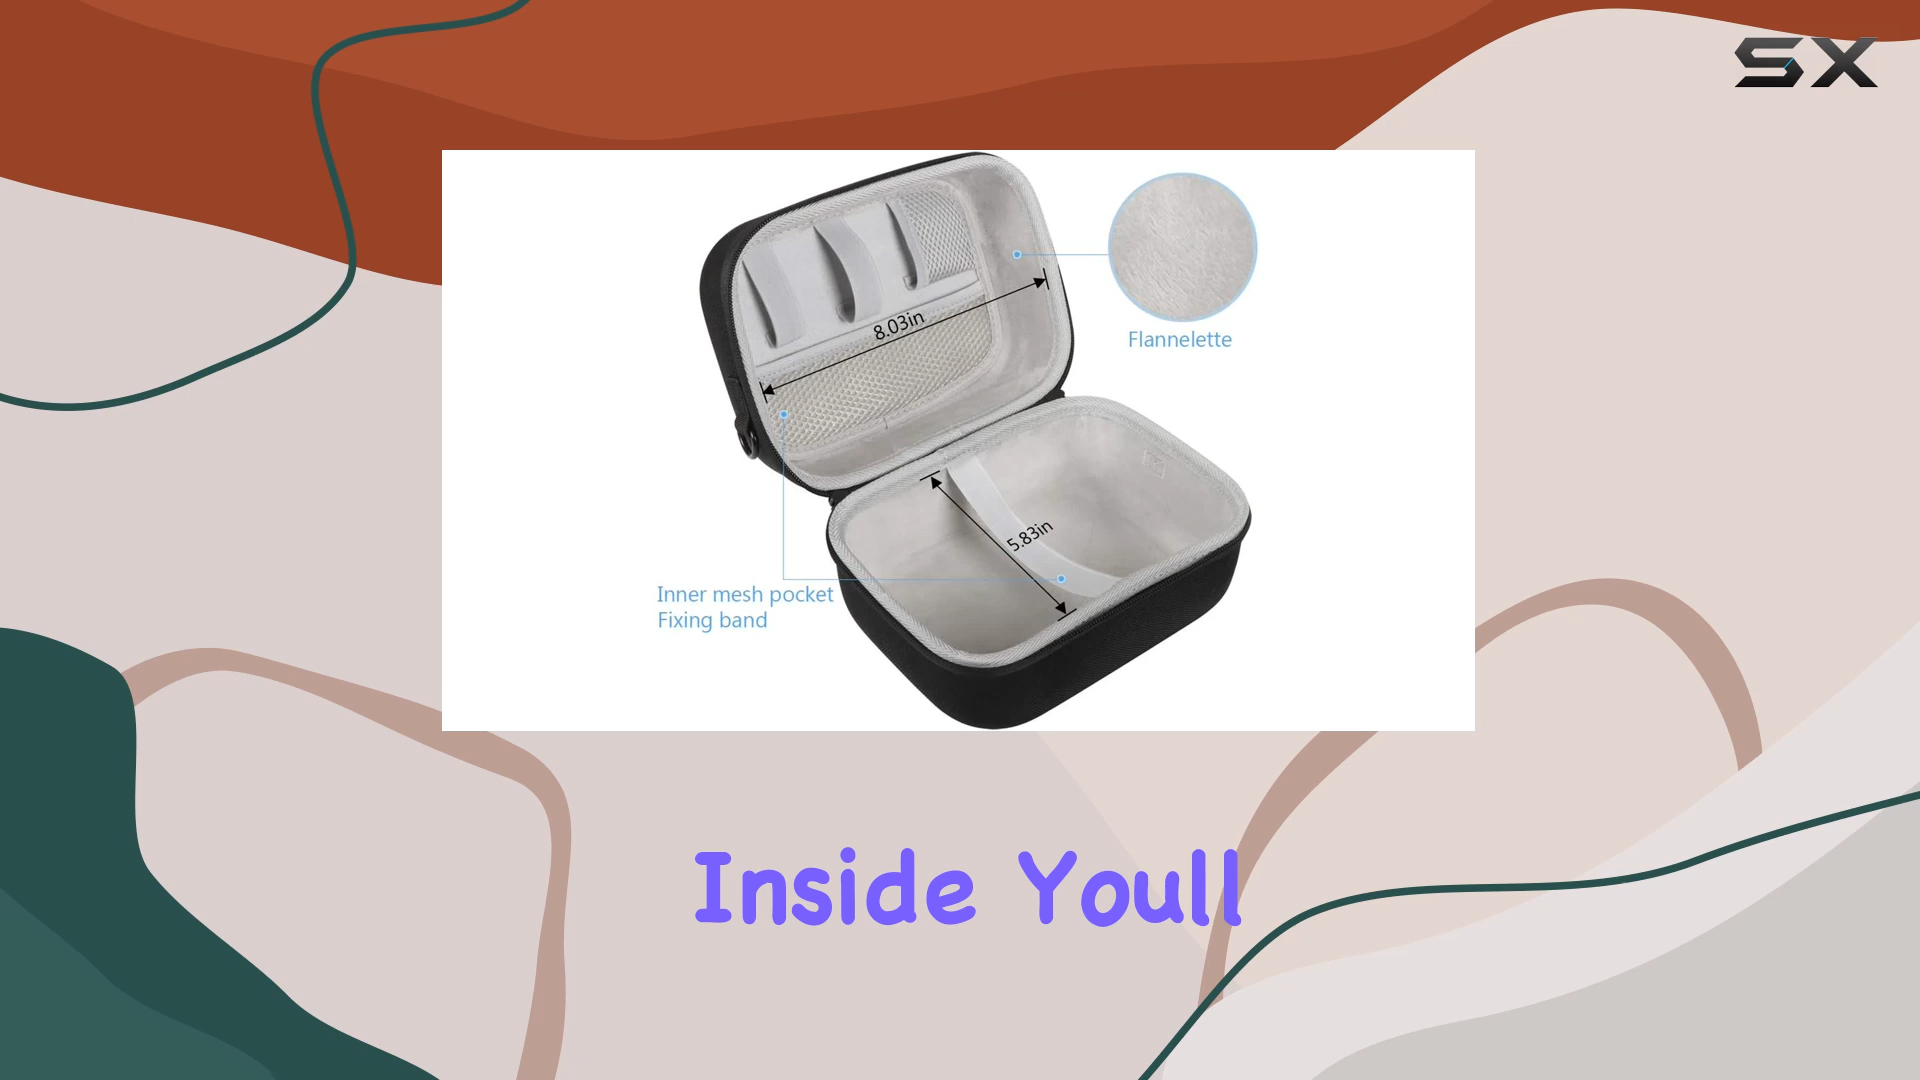 SX
8.03in
Flannelette
5.83in
Inner mesh pocket
Fixing band
Inside Youll